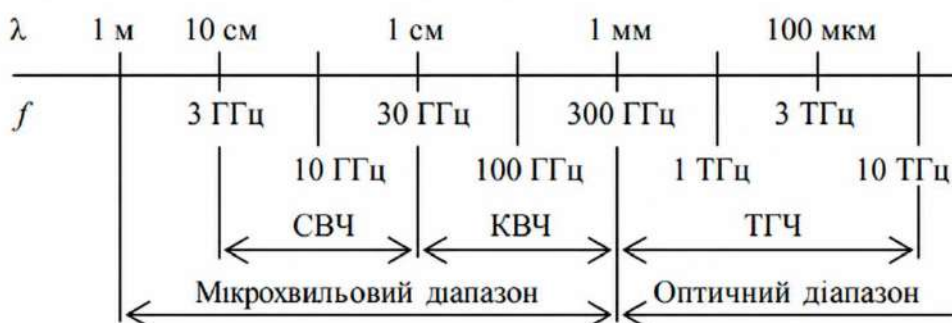 λ 1 м 10 см 1 см 1 мм 100 мкм
f 3 ГГц 30 ГГц 300 ГГц 3 ТГц
10 ГГц 100 ГГц 1 ТГц 10 ТГц
СВЧ КВЧ ТГЧ
Мікрохвильовий діапазон Оптичний діапазон